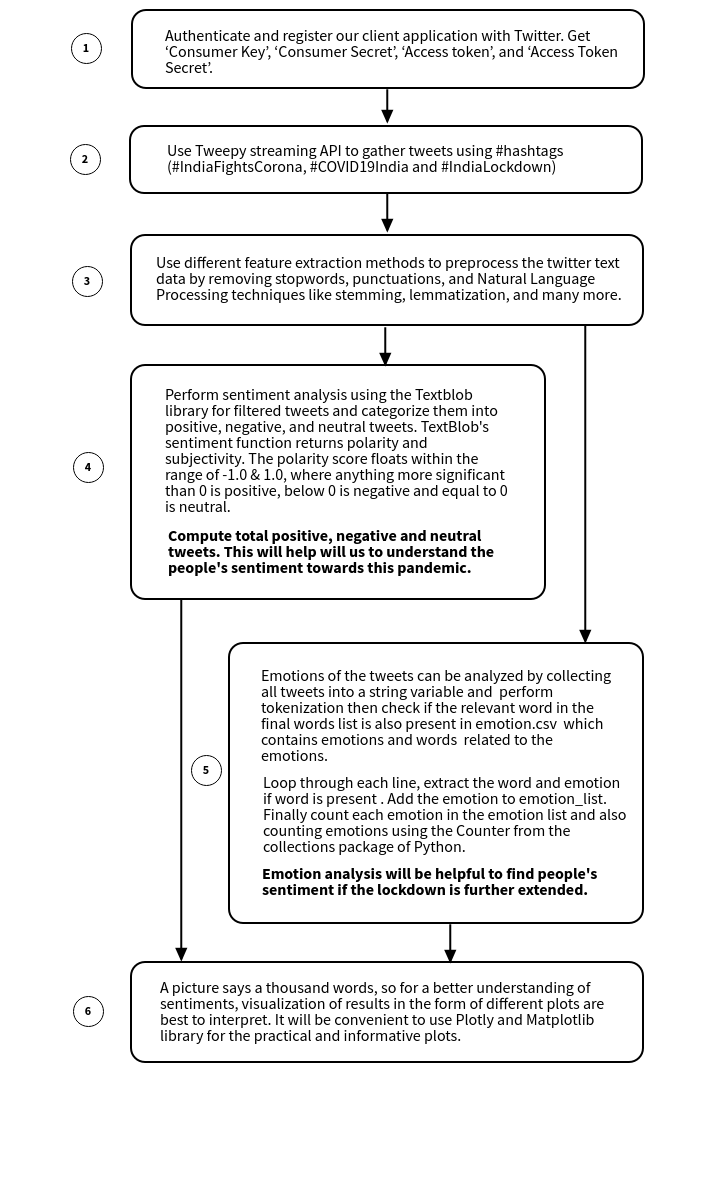 1
Authenticate and register our client application with Twitter. Get
‘Consumer Key’, ‘Consumer Secret’, ‘Access token’, and ‘Access Token
Secret’.
2
Use Tweepy streaming API to gather tweets using #hashtags
(#IndiaFightsCorona, #COVID19India and #IndiaLockdown)
3
Use different feature extraction methods to preprocess the twitter text
data by removing stopwords, punctuations, and Natural Language
Processing techniques like stemming, lemmatization, and many more.
4
Perform sentiment analysis using the Textblob
library for filtered tweets and categorize them into
positive, negative, and neutral tweets. TextBlob's
sentiment function returns polarity and
subjectivity. The polarity score floats within the
range of -1.0 & 1.0, where anything more significant
than 0 is positive, below 0 is negative and equal to 0
is neutral.
Compute total positive, negative and neutral
tweets. This will help will us to understand the
people's sentiment towards this pandemic.
5
Emotions of the tweets can be analyzed by collecting
all tweets into a string variable and  perform
tokenization then check if the relevant word in the
final words list is also present in emotion.csv  which
contains emotions and words  related to the
emotions.
Loop through each line, extract the word and emotion
if word is present . Add the emotion to emotion_list.
Finally count each emotion in the emotion list and also
counting emotions using the Counter from the
collections package of Python.
Emotion analysis will be helpful to find people's
sentiment if the lockdown is further extended.
6
A picture says a thousand words, so for a better understanding of
sentiments, visualization of results in the form of different plots are
best to interpret. It will be convenient to use Plotly and Matplotlib
library for the practical and informative plots.